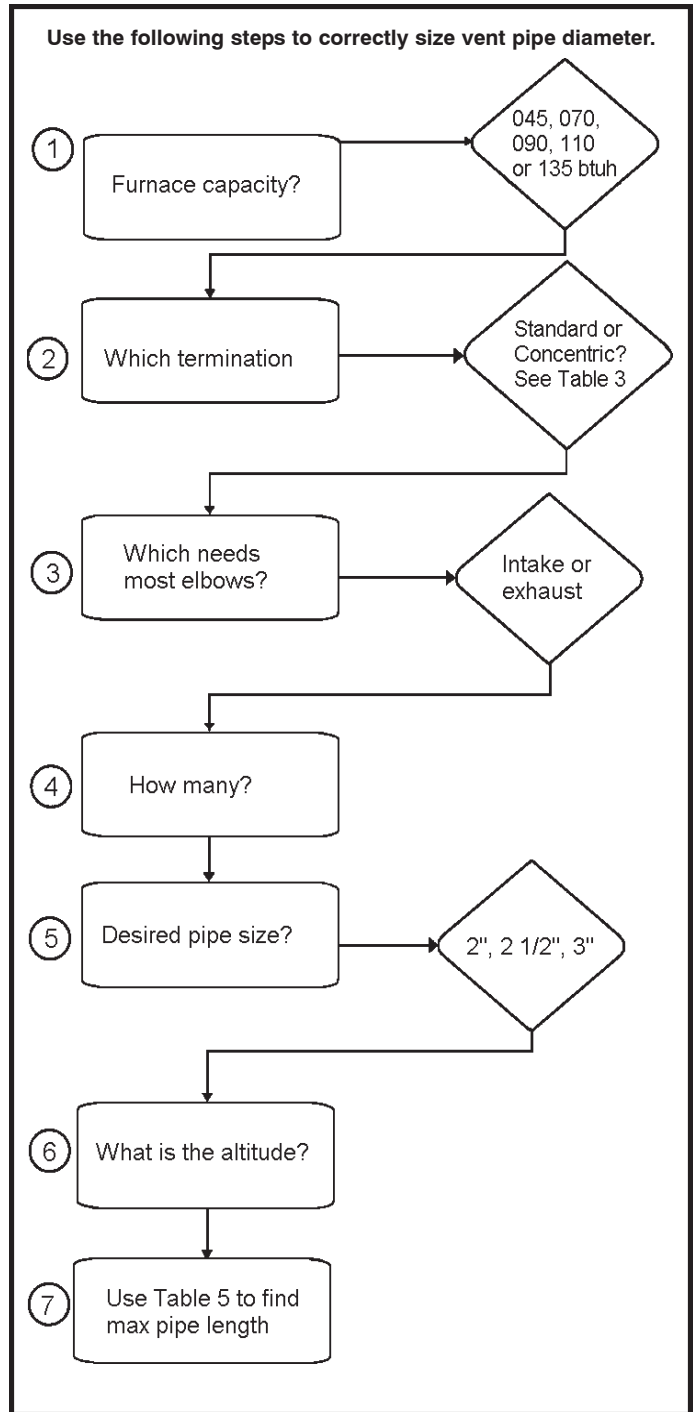 Use the following steps to correctly size vent pipe diameter.
1
Furnace capacity?
045, 070,
090, 110
or 135 btuh
2
Which termination
Standard or
Concentric?
See Table 3
3
Which needs
most elbows?
Intake or
exhaust
4
How many?
5
Desired pipe size?
2", 2 1/2", 3"
6
What is the altitude?
7
Use Table 5 to find
max pipe length